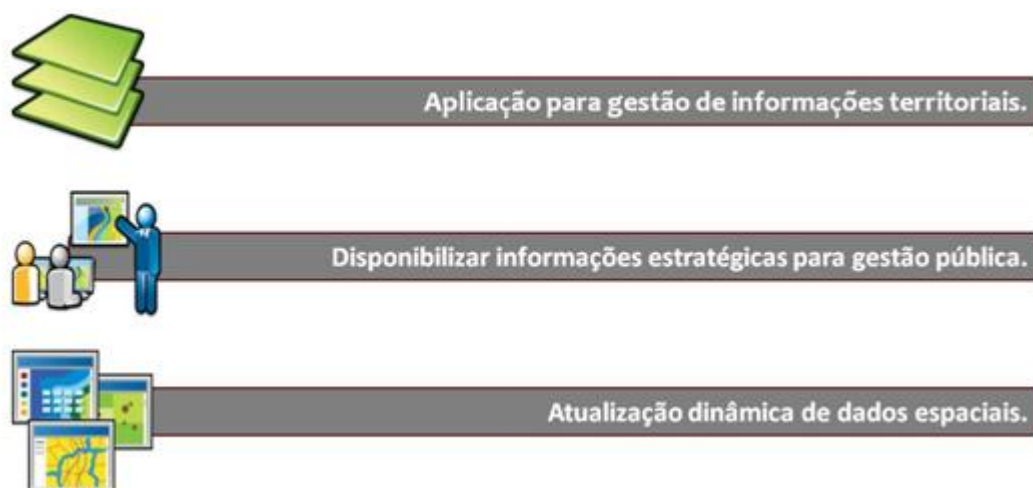 Aplicação para gestão de informações territoriais.
Disponibilizar informações estratégicas para gestão pública.
Atualização dinâmica de dados espaciais.